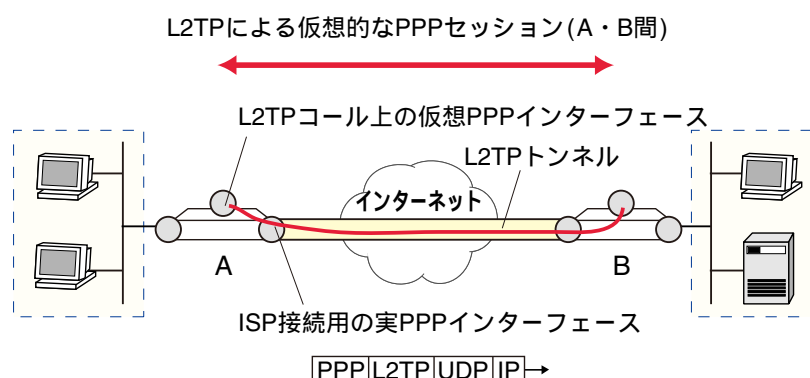 L2TPによる仮想的なPPPセッション(A・B間)
L2TPコール上の仮想PPPインターフェース
L2TPトンネル
インターネット
A
B
ISP接続用の実PPPインターフェース
PPP L2TP UDP IP